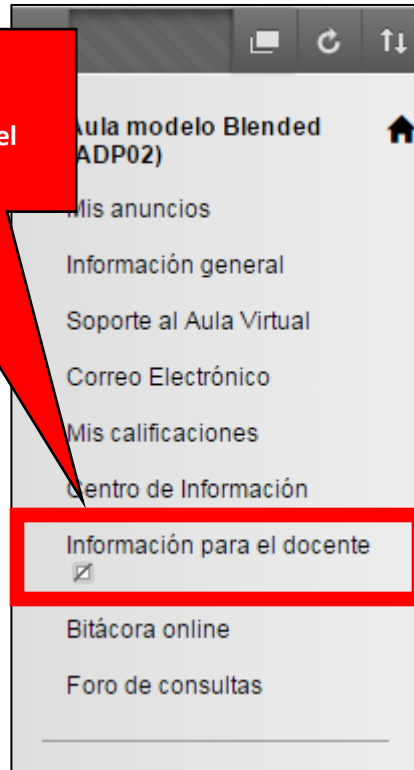 el
Aula modelo Blended
(ADP02)
Mis anuncios
Información general
Soporte al Aula Virtual
Correo Electrónico
Mis calificaciones
Centro de Información
Información para el docente
Bitácora online
Foro de consultas